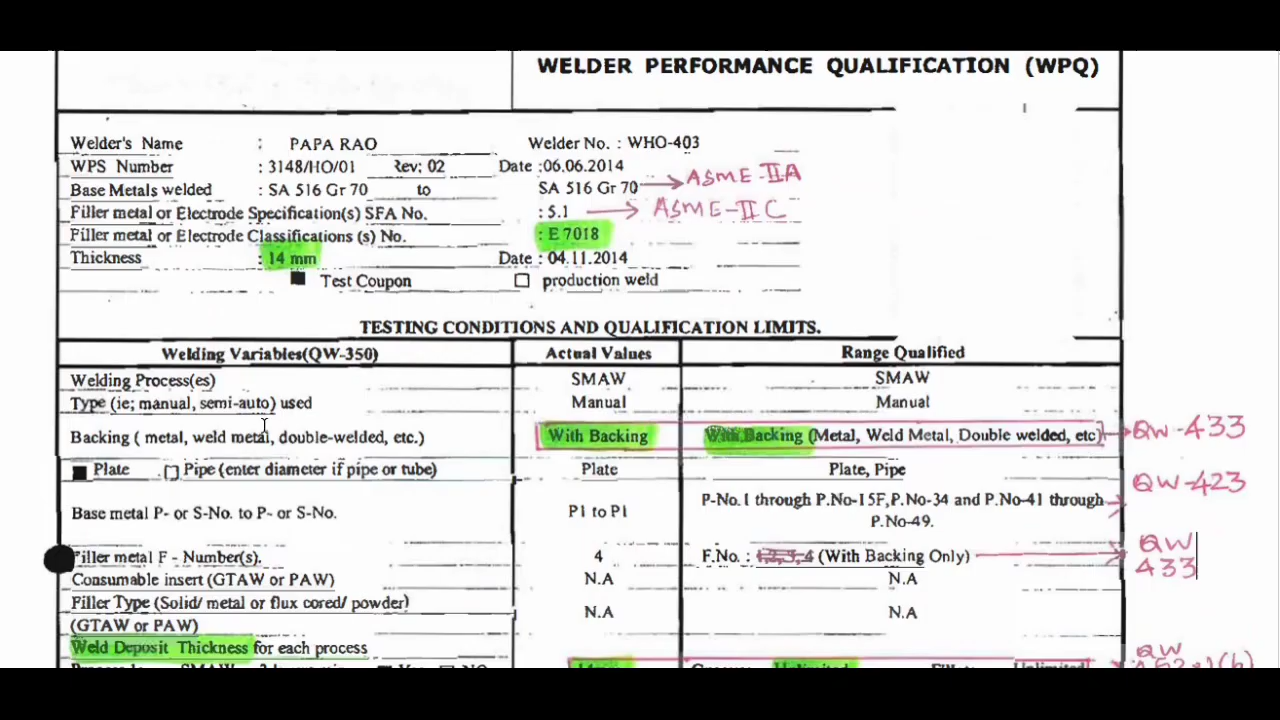 WELDER PERFORMANCE QUALIFICATION (WPQ)
Welder's Name : PAPA RAO Welder No. : WHO-403
WPS Number : 3148/HO/01 Rev: 02 Date :06.06.2014
Base Metals welded : SA 516 Gr 70 to SA 516 Gr 70 ASME-IIA
Filler metal or Electrode Specification(s) SFA No. : 5.1 ASME-IIC
Filler metal or Electrode Classifications (s) No. : E 7018
Thickness : 14 mm Date : 04.11.2014
Test Coupon production weld
TESTING CONDITIONS AND QUALIFICATION LIMITS.
Welding Variables(QW-350) Actual Values Range Qualified
Welding Process(es) SMAW SMAW
Type (ie; manual, semi-auto) used Manual Manual
Backing ( metal, weld metal, double-welded, etc.) With Backing With Backing (Metal, Weld Metal, Double welded, etc) QW-433
Plate Pipe (enter diameter if pipe or tube) Plate Plate, Pipe QW-423
Base metal P- or S-No. to P- or S-No. P1 to P1 P-No.1 through P.No-15F,P.No-34 and P.No-41 through
P.No-49.
Filler metal F - Number(s). 4 F.No. : (With Backing Only) QW
433
Consumable insert (GTAW or PAW) N.A N.A
Filler Type (Solid/ metal or flux cored/ powder) N.A N.A
(GTAW or PAW)
Weld Deposit Thickness for each process
QW